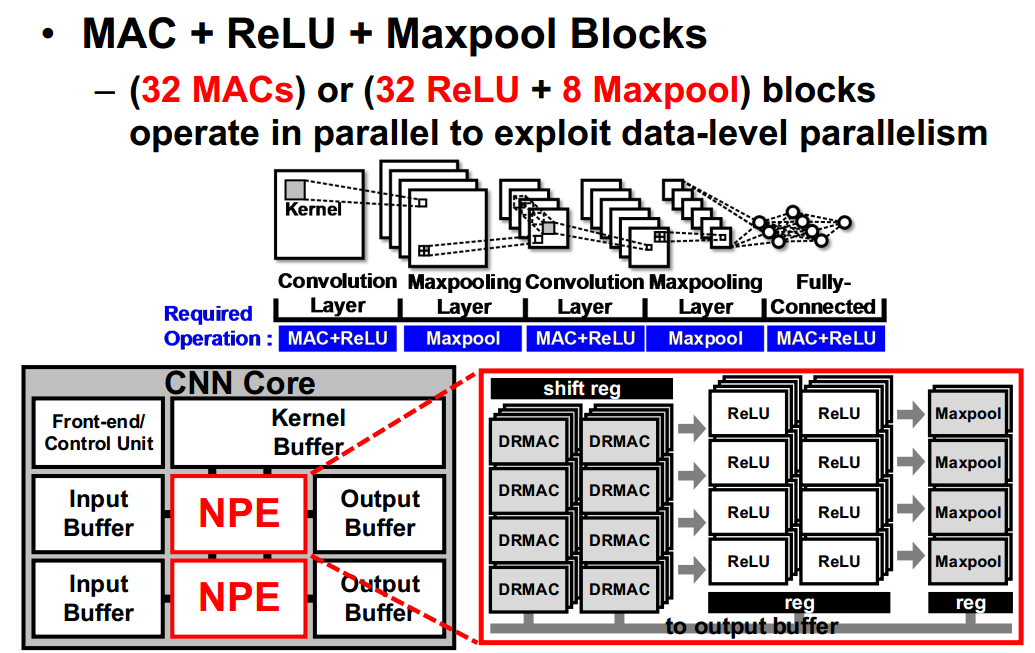 • MAC + ReLU + Maxpool Blocks
– (32 MACs) or (32 ReLU + 8 Maxpool) blocks
operate in parallel to exploit data-level parallelism
Kernel
Convolution Layer
Maxpooling Layer
Convolution Layer
Maxpooling Layer
Fully-Connected
Required Operation :
MAC+ReLU
Maxpool
MAC+ReLU
Maxpool
MAC+ReLU
CNN Core
Front-end/
Control Unit
Kernel
Buffer
Input
Buffer
NPE
Output
Buffer
Input
Buffer
NPE
Output
Buffer
shift reg
DRMAC DRMAC ReLU ReLU Maxpool
DRMAC DRMAC ReLU ReLU Maxpool
DRMAC DRMAC ReLU ReLU Maxpool
DRMAC DRMAC ReLU ReLU Maxpool
reg reg
to output buffer